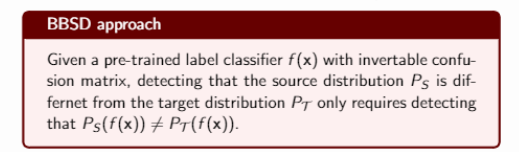 BBSD approach
Given a pre-trained label classifier f(x) with invertable confu-
sion matrix, detecting that the source distribution P_S is dif-
fernet from the target distribution P_T only requires detecting
that P_S(f(x)) ≠ P_T(f(x)).